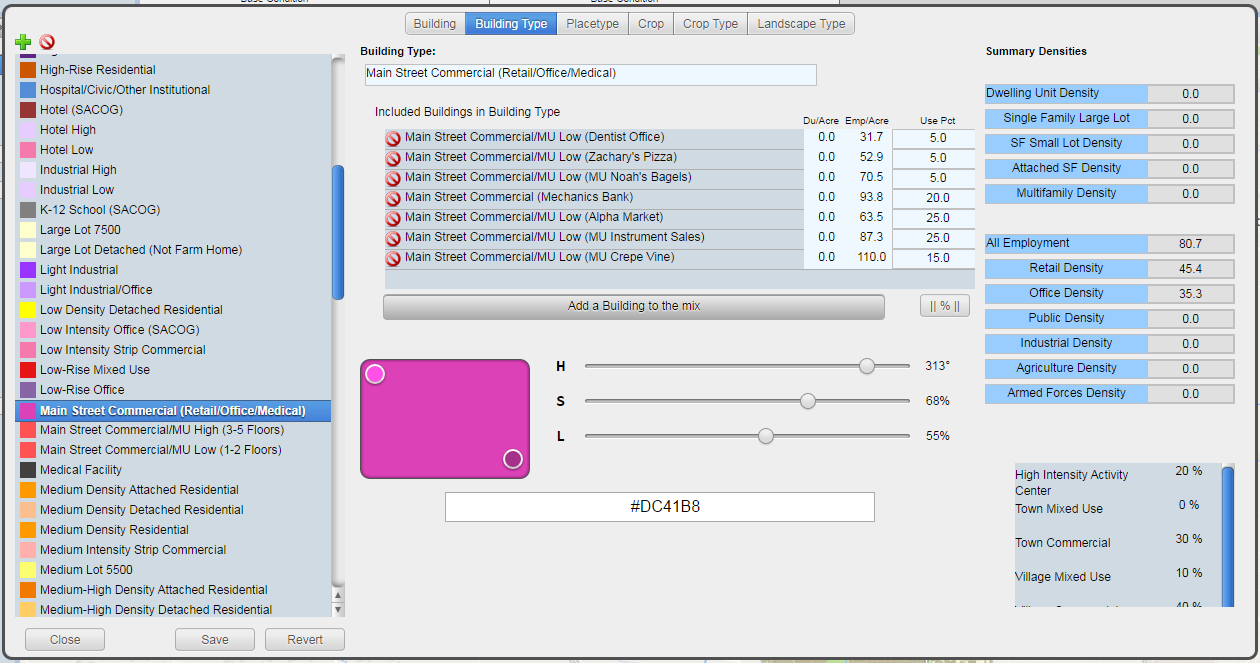 Base Condition Base Condition
Building Building Type Placetype Crop Crop Type Landscape Type
High-Rise Residential
Hospital/Civic/Other Institutional
Hotel (SACOG)
Hotel High
Hotel Low
Industrial High
Industrial Low
K-12 School (SACOG)
Large Lot 7500
Large Lot Detached (Not Farm Home)
Light Industrial
Light Industrial/Office
Low Density Detached Residential
Low Intensity Office (SACOG)
Low Intensity Strip Commercial
Low-Rise Mixed Use
Low-Rise Office
Main Street Commercial (Retail/Office/Medical)
Main Street Commercial/MU High (3-5 Floors)
Main Street Commercial/MU Low (1-2 Floors)
Medical Facility
Medium Density Attached Residential
Medium Density Detached Residential
Medium Density Residential
Medium Intensity Strip Commercial
Medium Lot 5500
Medium-High Density Attached Residential
Medium-High Density Detached Residential
Close Save Revert
Building Type:
Main Street Commercial (Retail/Office/Medical)
Included Buildings in Building Type
Du/Acre Emp/Acre Use Pct
Main Street Commercial/MU Low (Dentist Office) 0.0 31.7 5.0
Main Street Commercial/MU Low (Zachary's Pizza) 0.0 52.9 5.0
Main Street Commercial/MU Low (MU Noah's Bagels) 0.0 70.5 5.0
Main Street Commercial (Mechanics Bank) 0.0 93.8 20.0
Main Street Commercial/MU Low (Alpha Market) 0.0 63.5 25.0
Main Street Commercial/MU Low (MU Instrument Sales) 0.0 87.3 25.0
Main Street Commercial/MU Low (MU Crepe Vine) 0.0 110.0 15.0
Add a Building to the mix || % ||
H 313°
S 68%
L 55%
#DC41B8
Summary Densities
Dwelling Unit Density 0.0
Single Family Large Lot 0.0
SF Small Lot Density 0.0
Attached SF Density 0.0
Multifamily Density 0.0
All Employment 80.7
Retail Density 45.4
Office Density 35.3
Public Density 0.0
Industrial Density 0.0
Agriculture Density 0.0
Armed Forces Density 0.0
High Intensity Activity 20 %
Center
Town Mixed Use 0 %
Town Commercial 30 %
Village Mixed Use 10 %
40 %